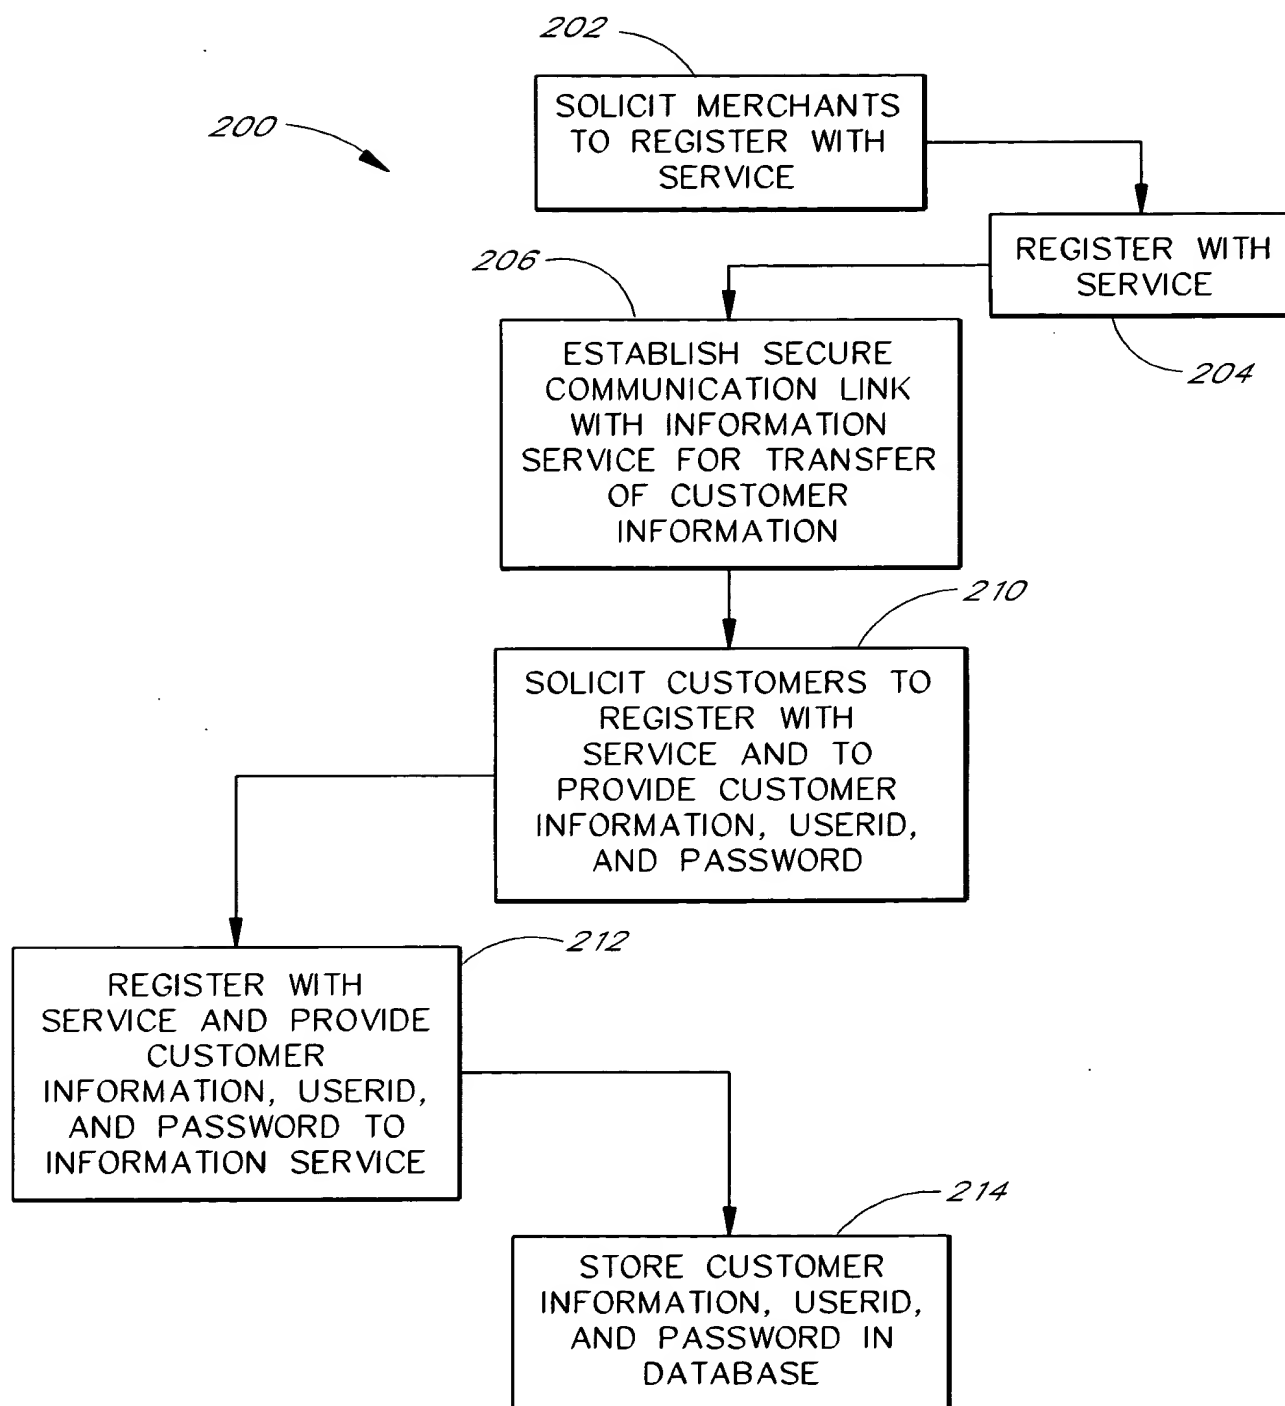 202
SOLICIT MERCHANTS
TO REGISTER WITH
SERVICE
200
REGISTER WITH
SERVICE
204
206
ESTABLISH SECURE
COMMUNICATION LINK
WITH INFORMATION
SERVICE FOR TRANSFER
OF CUSTOMER
INFORMATION
210
SOLICIT CUSTOMERS TO
REGISTER WITH
SERVICE AND TO
PROVIDE CUSTOMER
INFORMATION, USERID,
AND PASSWORD
212
REGISTER WITH
SERVICE AND PROVIDE
CUSTOMER
INFORMATION, USERID,
AND PASSWORD TO
INFORMATION SERVICE
214
STORE CUSTOMER
INFORMATION, USERID,
AND PASSWORD IN
DATABASE